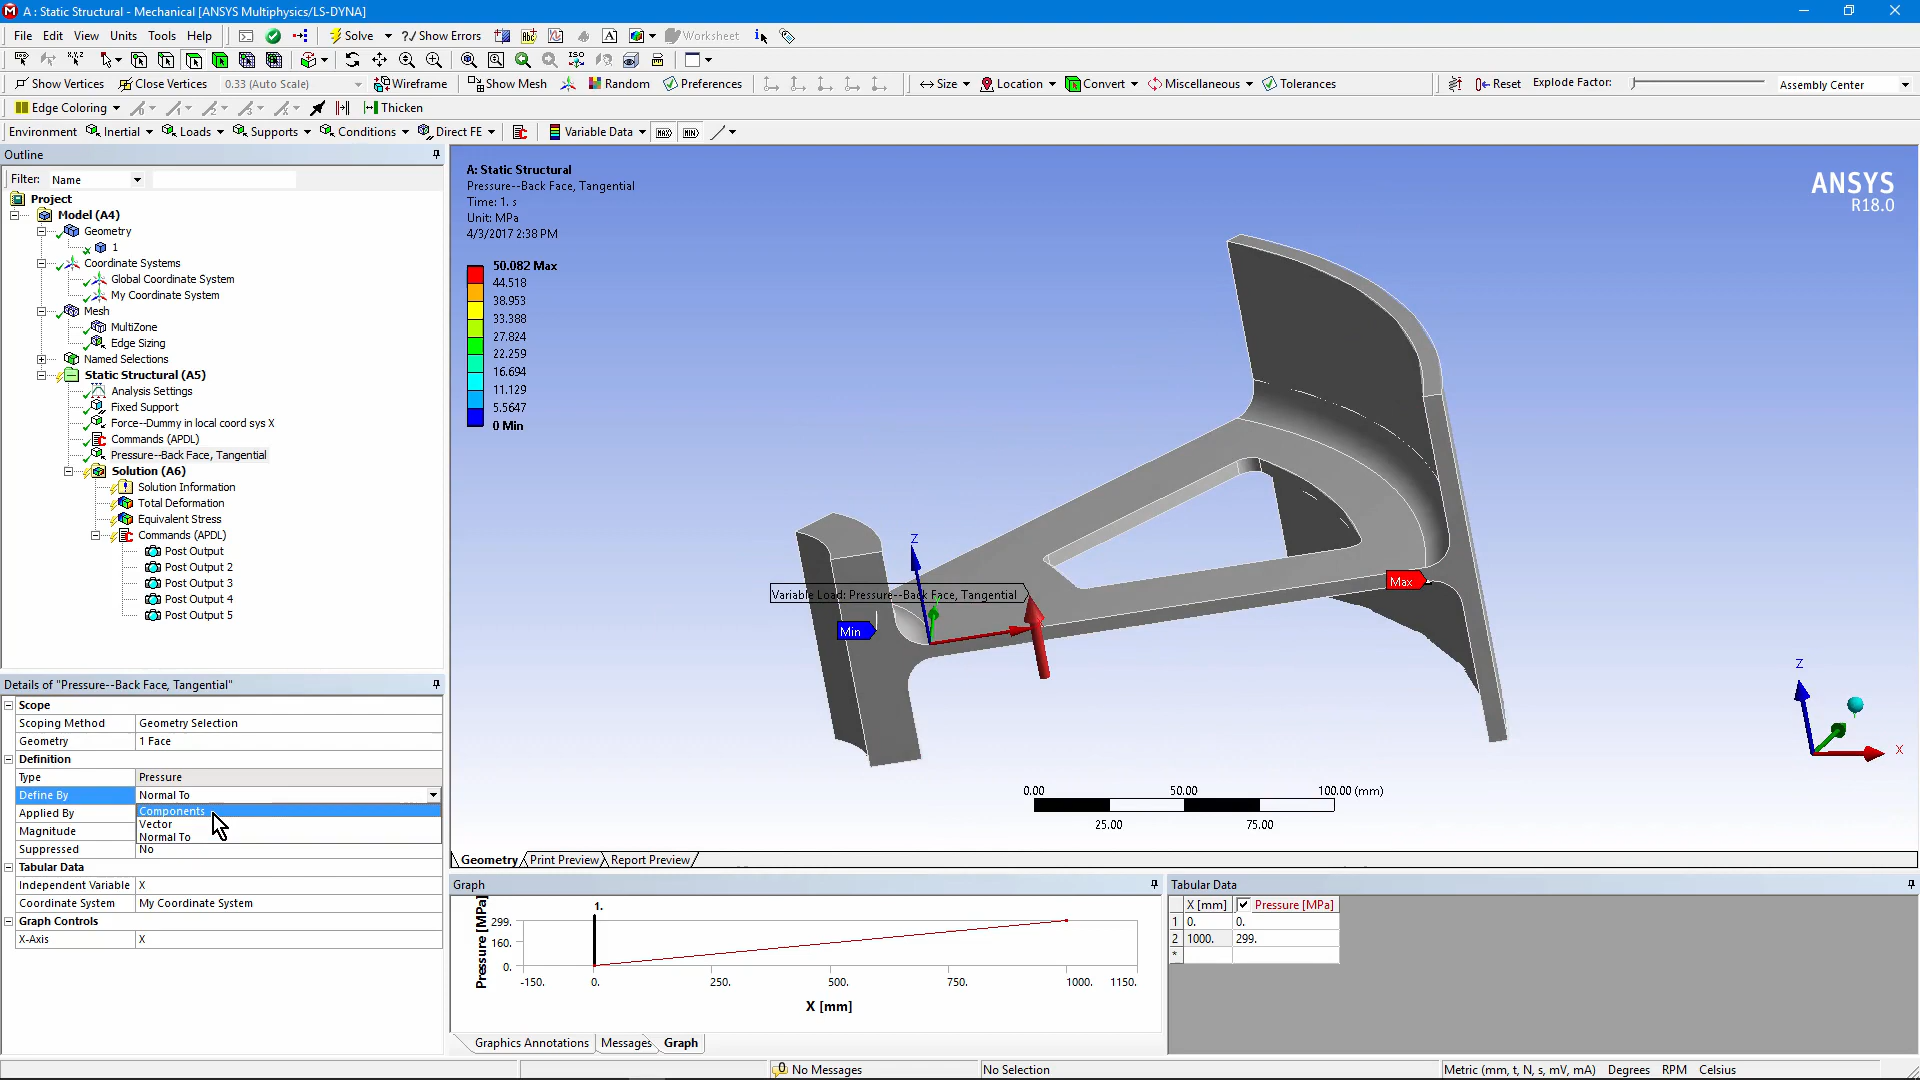 A : Static Structural - Mechanical [ANSYS Multiphysics/LS-DYNA]
File Edit View Units Tools Help Solve ?/Show Errors Worksheet
Show Vertices Close Vertices 0.33 (Auto Scale) Wireframe Show Mesh Random Preferences Size Location Convert Miscellaneous Tolerances Reset Explode Factor: Assembly Center
Edge Coloring Thicken
Environment Inertial Loads Supports Conditions Direct FE Variable Data MAX MIN
Outline
Filter: Name
Project
Model (A4)
Geometry
1
Coordinate Systems
Global Coordinate System
My Coordinate System
Mesh
MultiZone
Edge Sizing
Named Selections
Static Structural (A5)
Analysis Settings
Fixed Support
Force--Dummy in local coord sys X
Commands (APDL)
Pressure--Back Face, Tangential
Solution (A6)
Solution Information
Total Deformation
Equivalent Stress
Commands (APDL)
Post Output
Post Output 2
Post Output 3
Post Output 4
Post Output 5
Details of "Pressure--Back Face, Tangential"
Scope
Scoping Method Geometry Selection
Geometry 1 Face
Definition
Type Pressure
Define By Normal To
Applied By
Components
Vector
Normal To
Magnitude
Suppressed No
Tabular Data
Independent Variable X
Coordinate System My Coordinate System
Graph Controls
X-Axis X
A: Static Structural
Pressure--Back Face, Tangential
Time: 1. s
Unit: MPa
4/3/2017 2:38 PM
50.082 Max
44.518
38.953
33.388
27.824
22.259
16.694
11.129
5.5647
0 Min
ANSYS
R18.0
Z
Variable Load: Pressure--Back Face, Tangential
Min
Max
Z
X
0.00 50.00 100.00 (mm)
25.00 75.00
Geometry Print Preview Report Preview
Graph
Pressure [MPa]
1.
299.
160.
0.
-150. 0. 250. 500. 750. 1000. 1150.
X [mm]
Graphics Annotations Messages Graph
Tabular Data
X [mm] Pressure [MPa]
1 0. 0.
2 1000. 299.
*
0 No Messages No Selection Metric (mm, t, N, s, mV, mA) Degrees RPM Celsius